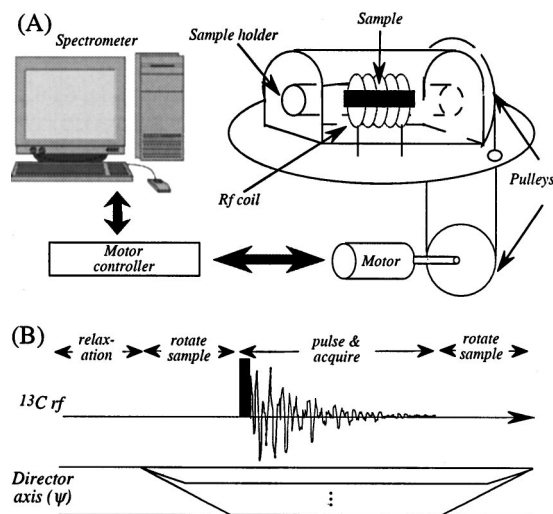 (A)
Spectrometer
Sample holder
Sample
Rf coil
Pulleys
Motor
controller
Motor
(B)
relax-
ation
rotate
sample
pulse &
acquire
rotate
sample
13C rf
Director
axis (ψ)